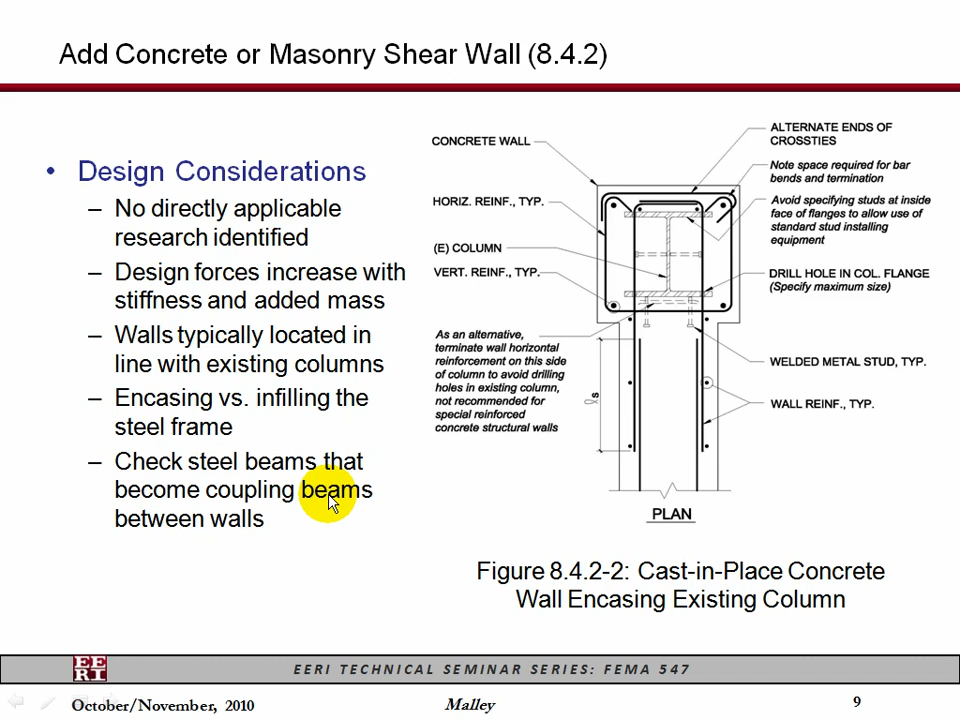 Add Concrete or Masonry Shear Wall (8.4.2)
• Design Considerations
– No directly applicable
research identified
– Design forces increase with
stiffness and added mass
– Walls typically located in
line with existing columns
– Encasing vs. infilling the
steel frame
– Check steel beams that
become coupling beams
between walls
CONCRETE WALL
HORIZ. REINF., TYP.
(E) COLUMN
VERT. REINF., TYP.
As an alternative,
terminate wall horizontal
reinforcement on this side
of column to avoid drilling
holes in existing column,
not recommended for
special reinforced
concrete structural walls
ALTERNATE ENDS OF
CROSSTIES
Note space required for bar
bends and termination
Avoid specifying studs at inside
face of flanges to allow use of
standard stud installing
equipment
DRILL HOLE IN COL. FLANGE
(Specify maximum size)
WELDED METAL STUD, TYP.
WALL REINF., TYP.
PLAN
Figure 8.4.2-2: Cast-in-Place Concrete
Wall Encasing Existing Column
EERI
EERI TECHNICAL SEMINAR SERIES: FEMA 547
October/November, 2010
Malley
9